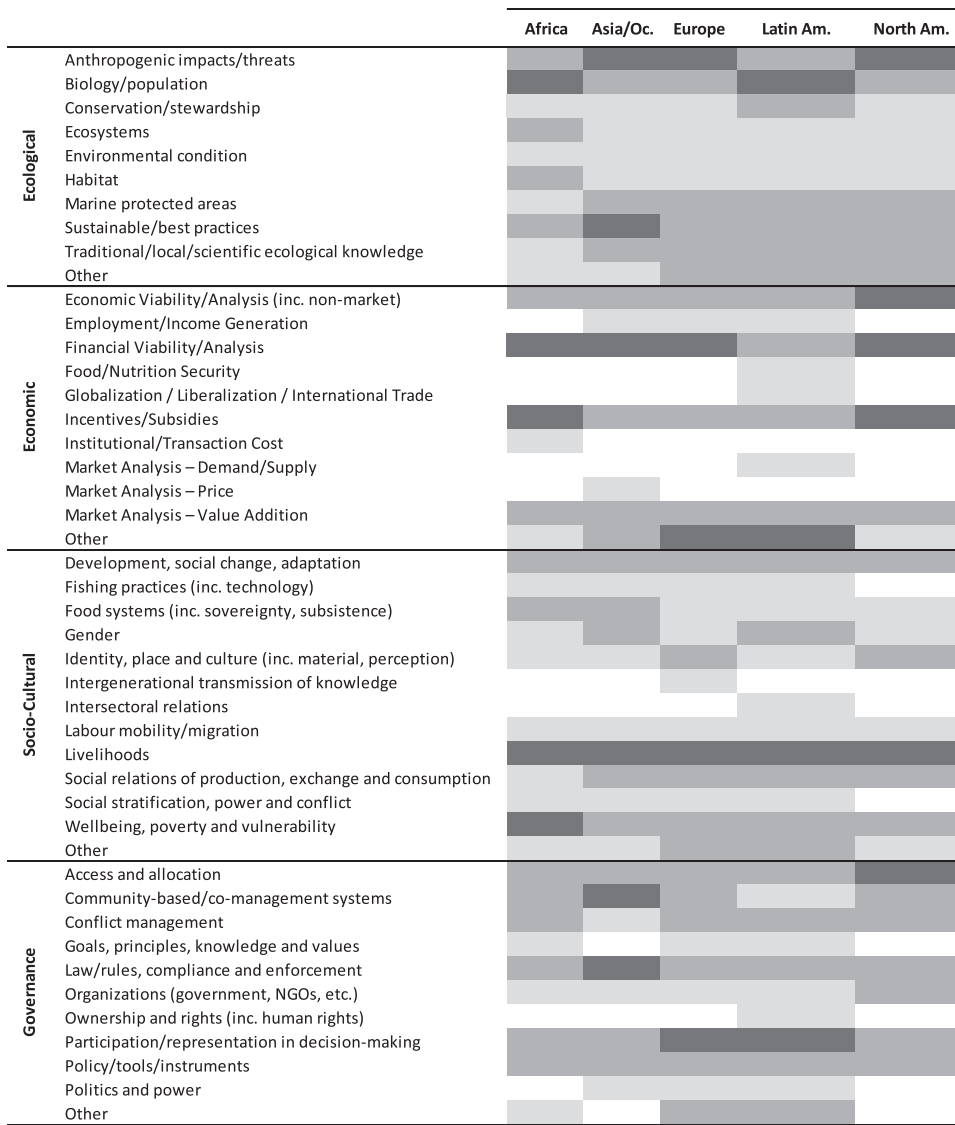 Africa Asia/Oc. Europe Latin Am. North Am.
Ecological
Anthropogenic impacts/threats
Biology/population
Conservation/stewardship
Ecosystems
Environmental condition
Habitat
Marine protected areas
Sustainable/best practices
Traditional/local/scientific ecological knowledge
Other
Economic
Economic Viability/Analysis (inc. non-market)
Employment/Income Generation
Financial Viability/Analysis
Food/Nutrition Security
Globalization / Liberalization / International Trade
Incentives/Subsidies
Institutional/Transaction Cost
Market Analysis – Demand/Supply
Market Analysis – Price
Market Analysis – Value Addition
Other
Socio-Cultural
Development, social change, adaptation
Fishing practices (inc. technology)
Food systems (inc. sovereignty, subsistence)
Gender
Identity, place and culture (inc. material, perception)
Intergenerational transmission of knowledge
Intersectoral relations
Labour mobility/migration
Livelihoods
Social relations of production, exchange and consumption
Social stratification, power and conflict
Wellbeing, poverty and vulnerability
Other
Governance
Access and allocation
Community-based/co-management systems
Conflict management
Goals, principles, knowledge and values
Law/rules, compliance and enforcement
Organizations (government, NGOs, etc.)
Ownership and rights (inc. human rights)
Participation/representation in decision-making
Policy/tools/instruments
Politics and power
Other